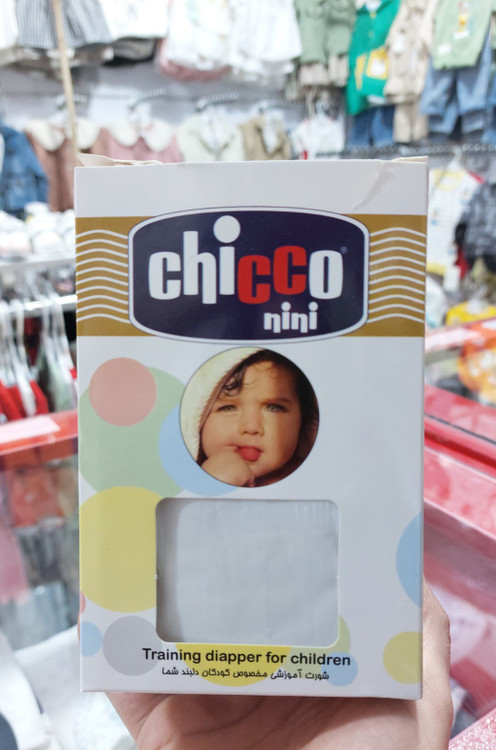 chicco
nini
Training diapper for children
شورت آموزشی مخصوص کودکان دلبند شما